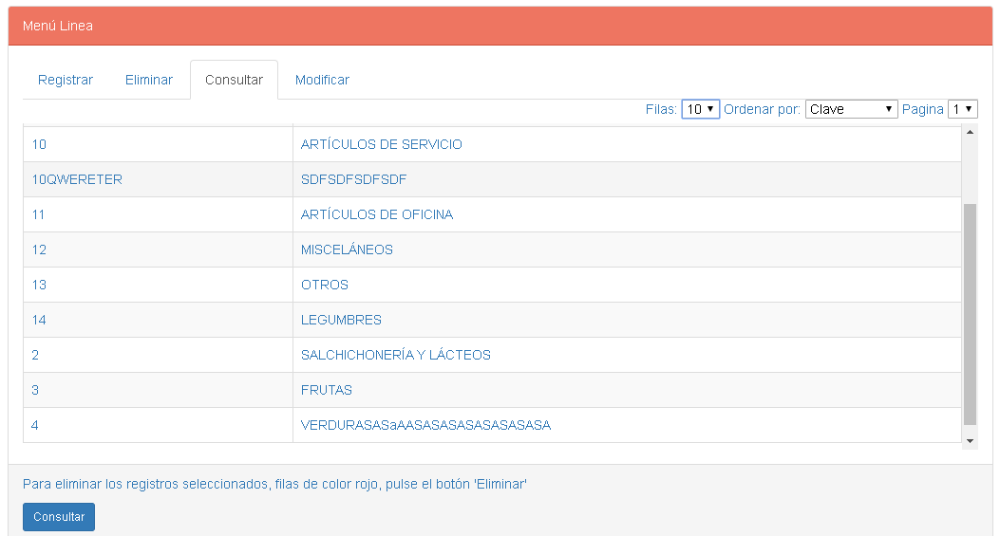 Menú Linea
Registrar Eliminar Consultar Modificar
Filas: 10 Ordenar por: Clave Pagina 1
10 ARTÍCULOS DE SERVICIO
10QWERETER SDFSDFSDFSDF
11 ARTÍCULOS DE OFICINA
12 MISCELÁNEOS
13 OTROS
14 LEGUMBRES
2 SALCHICHONERÍA Y LÁCTEOS
3 FRUTAS
4 VERDURASASaAASASASASASASASASA
Para eliminar los registros seleccionados, filas de color rojo, pulse el botón 'Eliminar'
Consultar